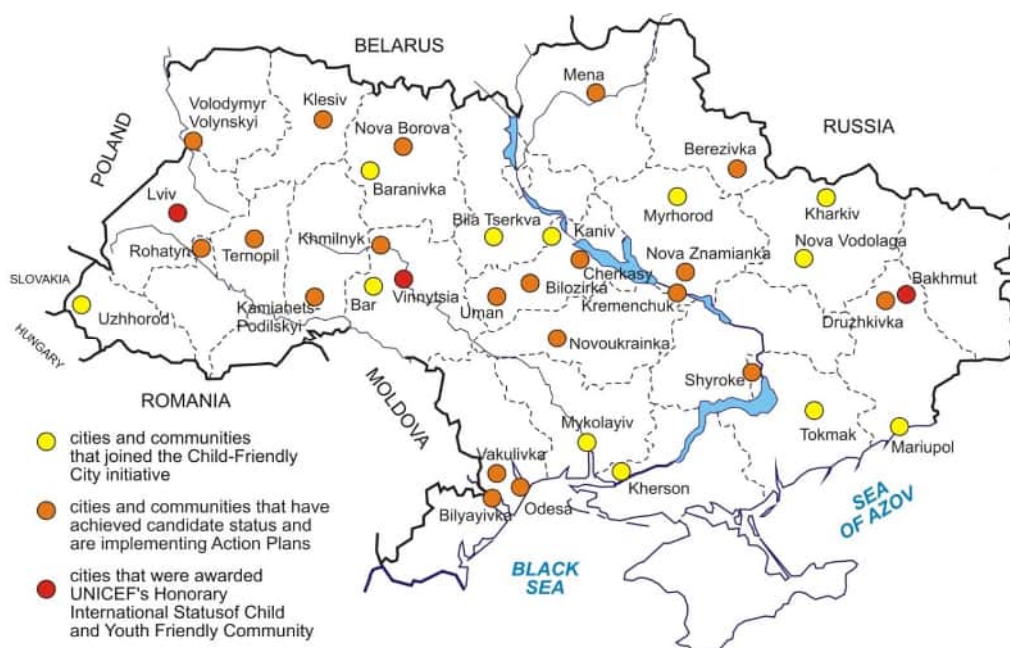 BELARUS
Mena
Klesiv
Volodymyr
Volynskyi
Nova Borova
RUSSIA
POLAND
Berezivka
Baranivka
Lviv
Myrhorod
Kharkiv
Bila Tserkva
Kaniv
Khmilnyk
Nova Vodolaga
Rohatyn
Ternopil
Nova Znamianka
Cherkasy
SLOVAKIA
Bakhmut
Bilozirka
Kamianets-
Podilskyi
Bar
Vinnytsia
Uman
Kremenchuk
Druzhkivka
Uzhhorod
HUNGARY
Novoukrainka
MOLDOVA
Shyroke
ROMANIA
Mykolayiv
Tokmak
Mariupol
Vakulivka
Kherson
Bilyayivka
Odesa
SEA
OF AZOV
BLACK
SEA
cities and communities
that joined the Child-Friendly
City initiative
cities and communities that have
achieved candidate status and
are implementing Action Plans
cities that were awarded
UNICEF's Honorary
International Statusof Child
and Youth Friendly Community